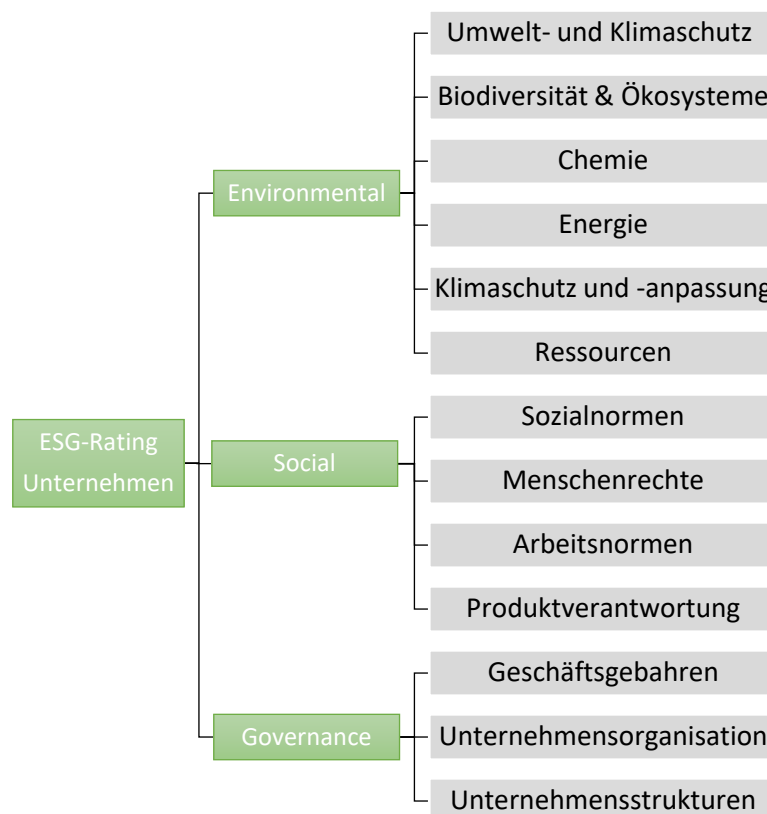 Umwelt- und Klimaschutz
Biodiversität & Ökosysteme
Chemie
Environmental
Energie
Klimaschutz und -anpassung
Ressourcen
ESG-Rating
Unternehmen
Sozialnormen
Social
Menschenrechte
Arbeitsnormen
Produktverantwortung
Geschäftsgebahren
Governance
Unternehmensorganisation
Unternehmensstrukturen